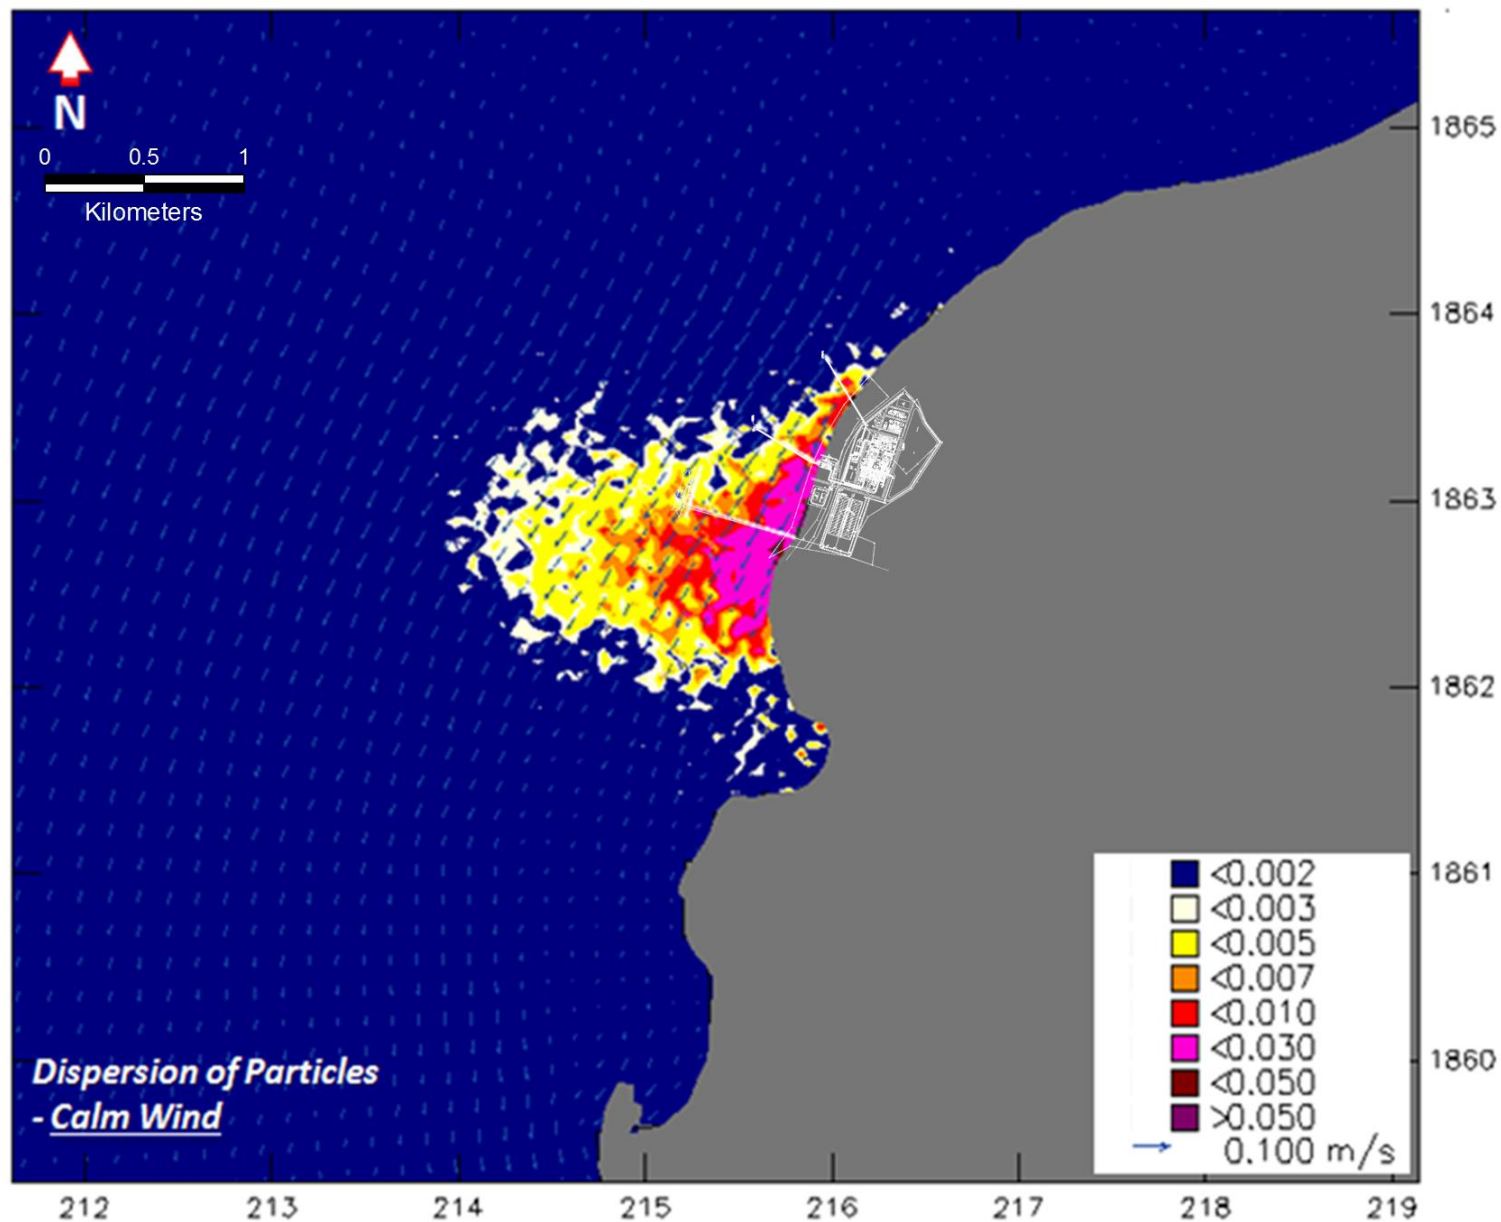 N
0 0.5 1
Kilometers
1865
1864
1863
1862
1861
1860
<0.002
<0.003
<0.005
<0.007
<0.010
<0.030
<0.050
>0.050
0.100 m/s
Dispersion of Particles
- Calm Wind
212 213 214 215 216 217 218 219